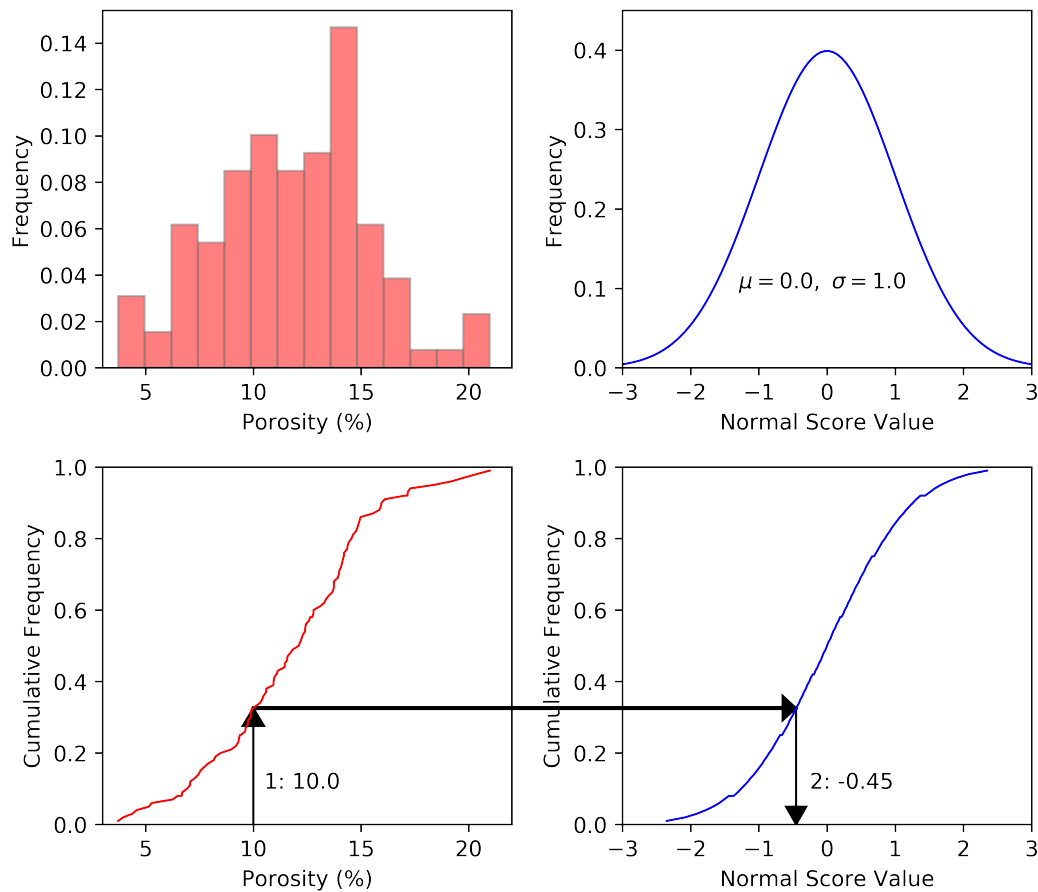 Frequency
0.14
0.12
0.10
0.08
0.06
0.04
0.02
0.00
5 10 15 20
Porosity (%)
Frequency
0.4
0.3
0.2
0.1
0.0
μ = 0.0, σ = 1.0
−3 −2 −1 0 1 2 3
Normal Score Value
Cumulative Frequency
1.0
0.8
0.6
0.4
0.2
0.0
1: 10.0
5 10 15 20
Porosity (%)
Cumulative Frequency
1.0
0.8
0.6
0.4
0.2
0.0
2: -0.45
−3 −2 −1 0 1 2 3
Normal Score Value